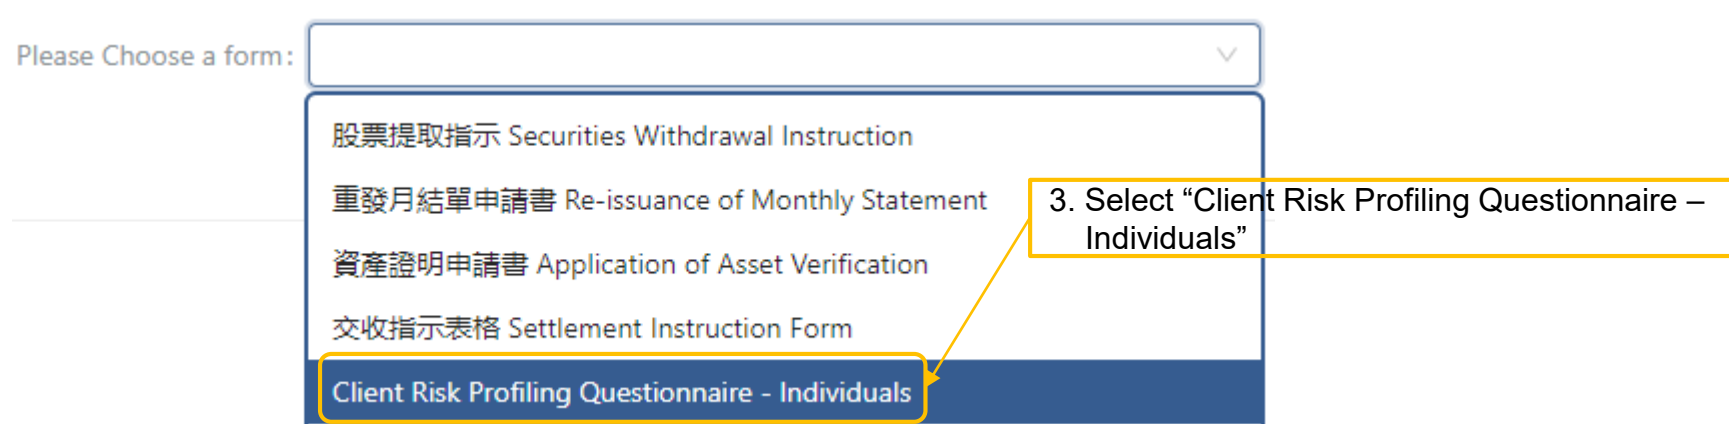 Please Choose a form:
股票提取指示 Securities Withdrawal Instruction
重發月結單申請書 Re-issuance of Monthly Statement
資產證明申請書 Application of Asset Verification
交收指示表格 Settlement Instruction Form
Client Risk Profiling Questionnaire - Individuals
3. Select “Client Risk Profiling Questionnaire –
Individuals”